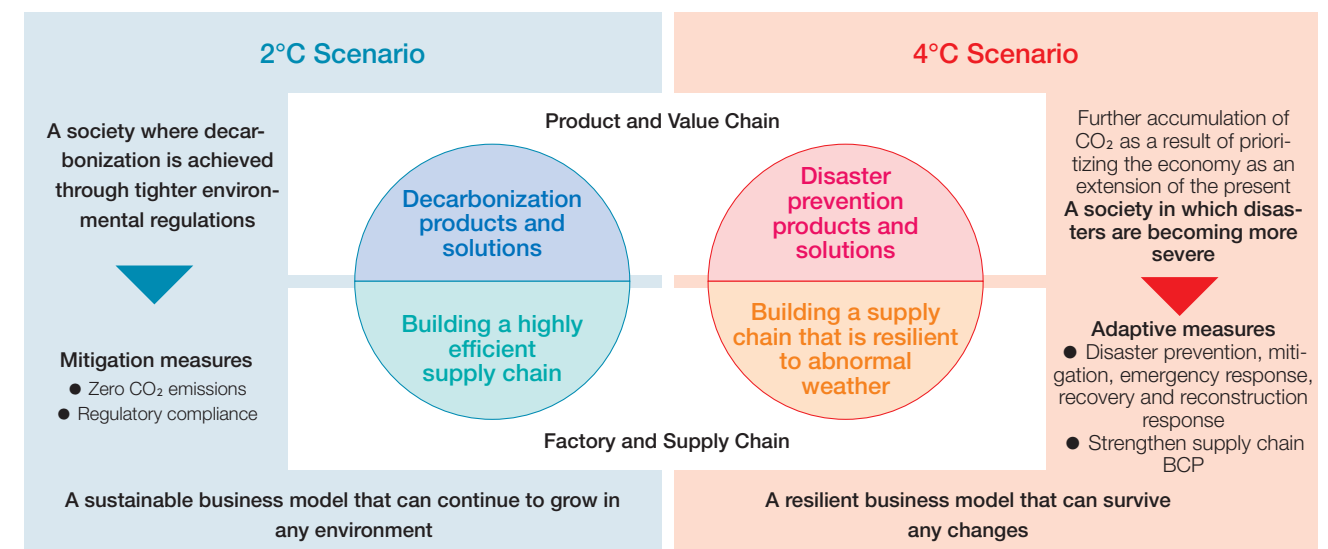 2°C Scenario
A society where decar-
bonization is achieved
through tighter environ-
mental regulations
Mitigation measures
● Zero CO₂ emissions
● Regulatory compliance
Product and Value Chain
Decarbonization
products and
solutions
Building a highly
efficient
supply chain
4°C Scenario
Disaster
prevention
products and
solutions
Building a supply
chain that is resilient
to abnormal
weather
Factory and Supply Chain
Further accumulation of
CO₂ as a result of priori-
tizing the economy as an
extension of the present
A society in which disas-
ters are becoming more
severe
Adaptive measures
● Disaster prevention, miti-
gation, emergency response,
recovery and reconstruction
response
● Strengthen supply chain
BCP
A sustainable business model that can continue to grow in
any environment
A resilient business model that can survive
any changes